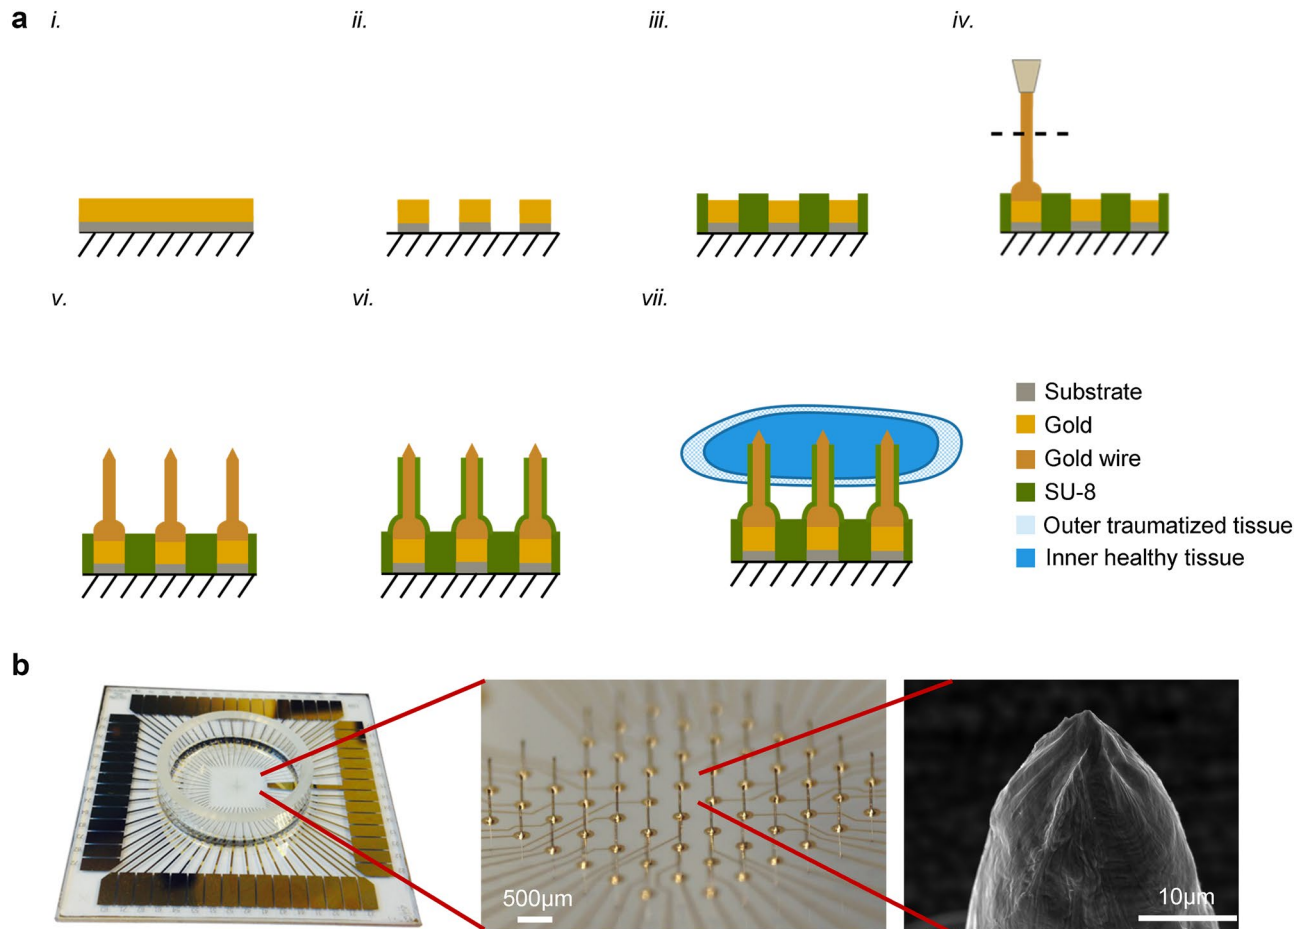 a
i.
ii.
iii.
iv.
v.
vi.
vii.
Substrate
Gold
Gold wire
SU-8
Outer traumatized tissue
Inner healthy tissue
b
500µm
10µm